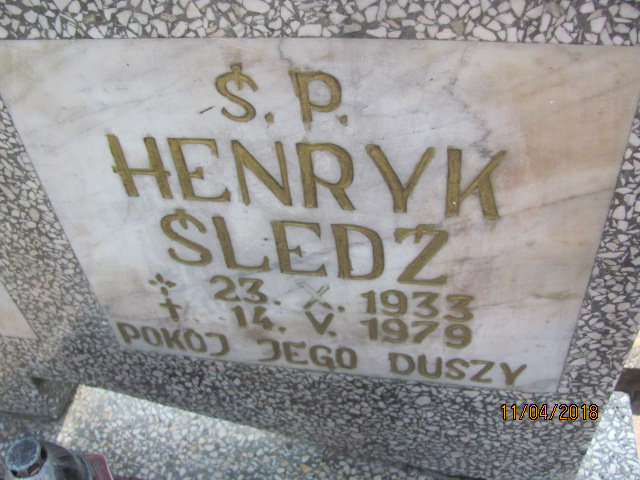 Ś.P.
HENRYK
ŚLEDŹ
* 23. X. 1933
† 14. V. 1979
POKÓJ JEGO DUSZY
11/04/2018